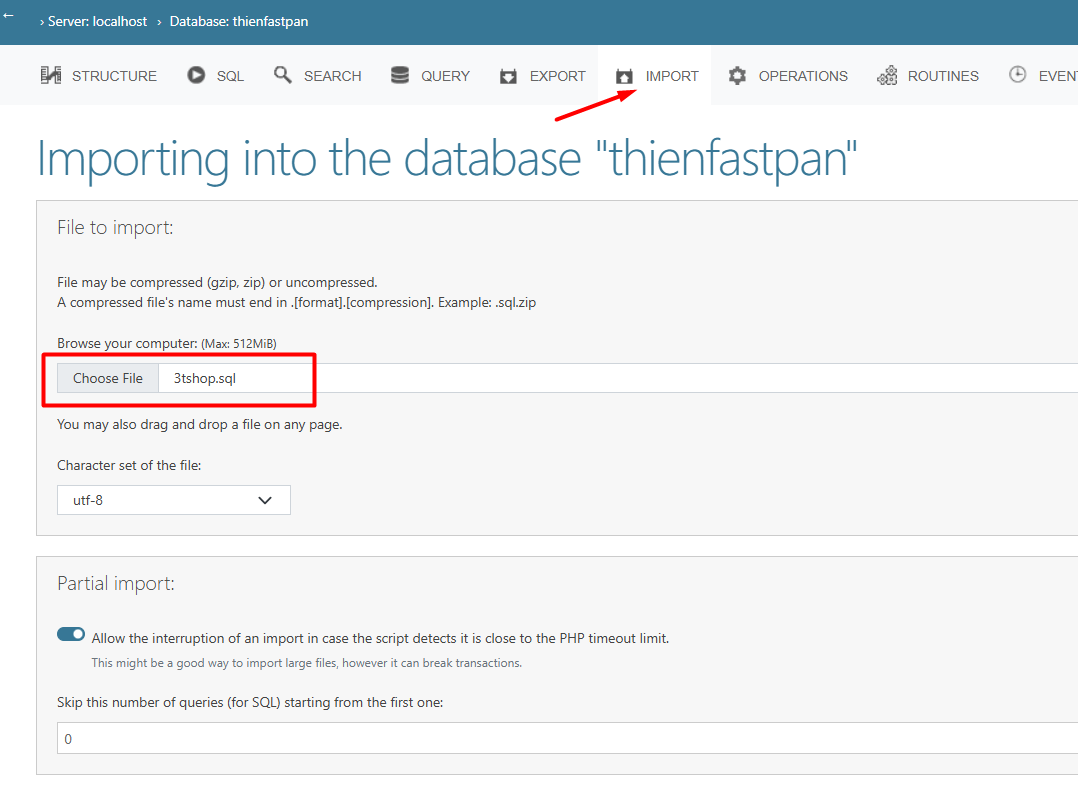 ← › Server: localhost › Database: thienfastpan
STRUCTURE SQL SEARCH QUERY EXPORT IMPORT OPERATIONS ROUTINES EVENT
Importing into the database "thienfastpan"
File to import:
File may be compressed (gzip, zip) or uncompressed.
A compressed file's name must end in .[format].[compression]. Example: .sql.zip
Browse your computer: (Max: 512MiB)
Choose File 3tshop.sql
You may also drag and drop a file on any page.
Character set of the file:
utf-8
Partial import:
Allow the interruption of an import in case the script detects it is close to the PHP timeout limit.
This might be a good way to import large files, however it can break transactions.
Skip this number of queries (for SQL) starting from the first one:
0